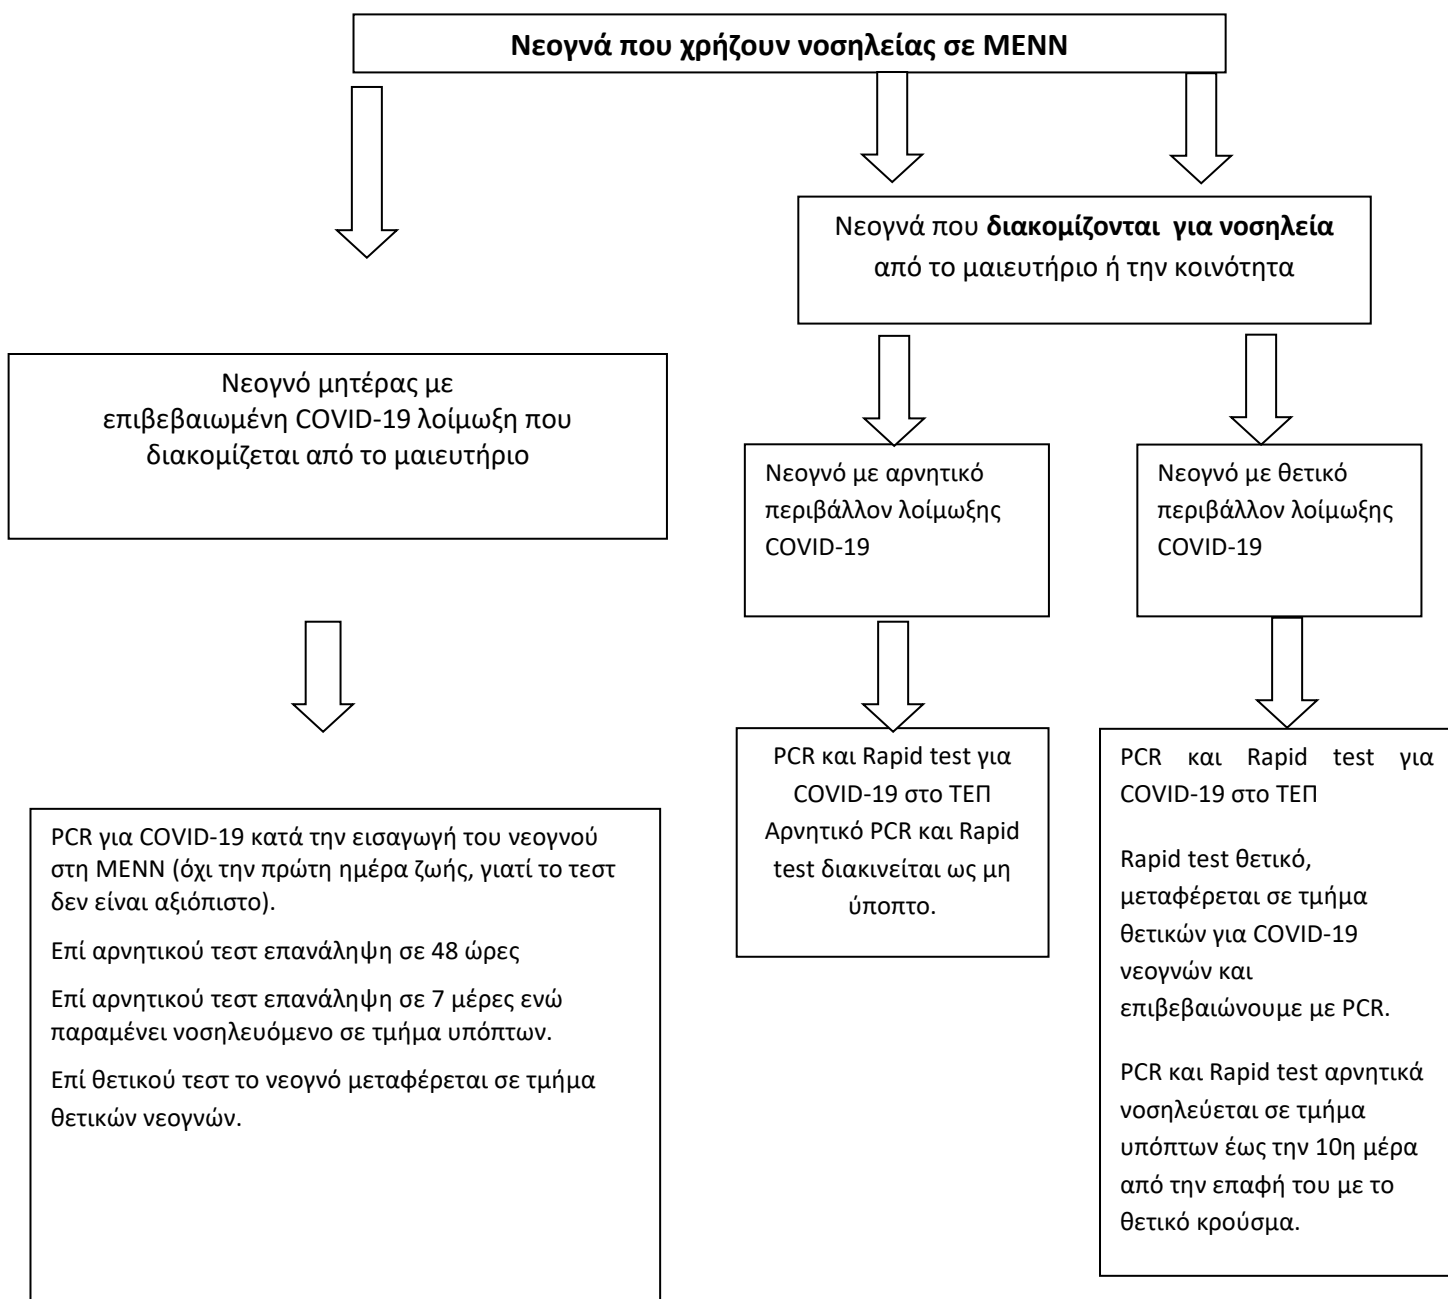 Νεογνά που χρήζουν νοσηλείας σε ΜΕΝΝ
Νεογνά που διακομίζονται για νοσηλεία
από το μαιευτήριο ή την κοινότητα
Νεογνό μητέρας με
επιβεβαιωμένη COVID-19 λοίμωξη που
διακομίζεται από το μαιευτήριο
Νεογνό με αρνητικό
περιβάλλον λοίμωξης
COVID-19
Νεογνό με θετικό
περιβάλλον λοίμωξης
COVID-19
PCR για COVID-19 κατά την εισαγωγή του νεογνού
στη ΜΕΝΝ (όχι την πρώτη ημέρα ζωής, γιατί το τεστ
δεν είναι αξιόπιστο).
Επί αρνητικού τεστ επανάληψη σε 48 ώρες
Επί αρνητικού τεστ επανάληψη σε 7 μέρες ενώ
παραμένει νοσηλευόμενο σε τμήμα υπόπτων.
Επί θετικού τεστ το νεογνό μεταφέρεται σε τμήμα
θετικών νεογνών.
PCR και Rapid test για
COVID-19 στο ΤΕΠ
Αρνητικό PCR και Rapid
test διακινείται ως μη
ύποπτο.
PCR και Rapid test για
COVID-19 στο ΤΕΠ
Rapid test θετικό,
μεταφέρεται σε τμήμα
θετικών για COVID-19
νεογνών και
επιβεβαιώνουμε με PCR.
PCR και Rapid test αρνητικά
νοσηλεύεται σε τμήμα
υπόπτων έως την 10η μέρα
από την επαφή του με το
θετικό κρούσμα.